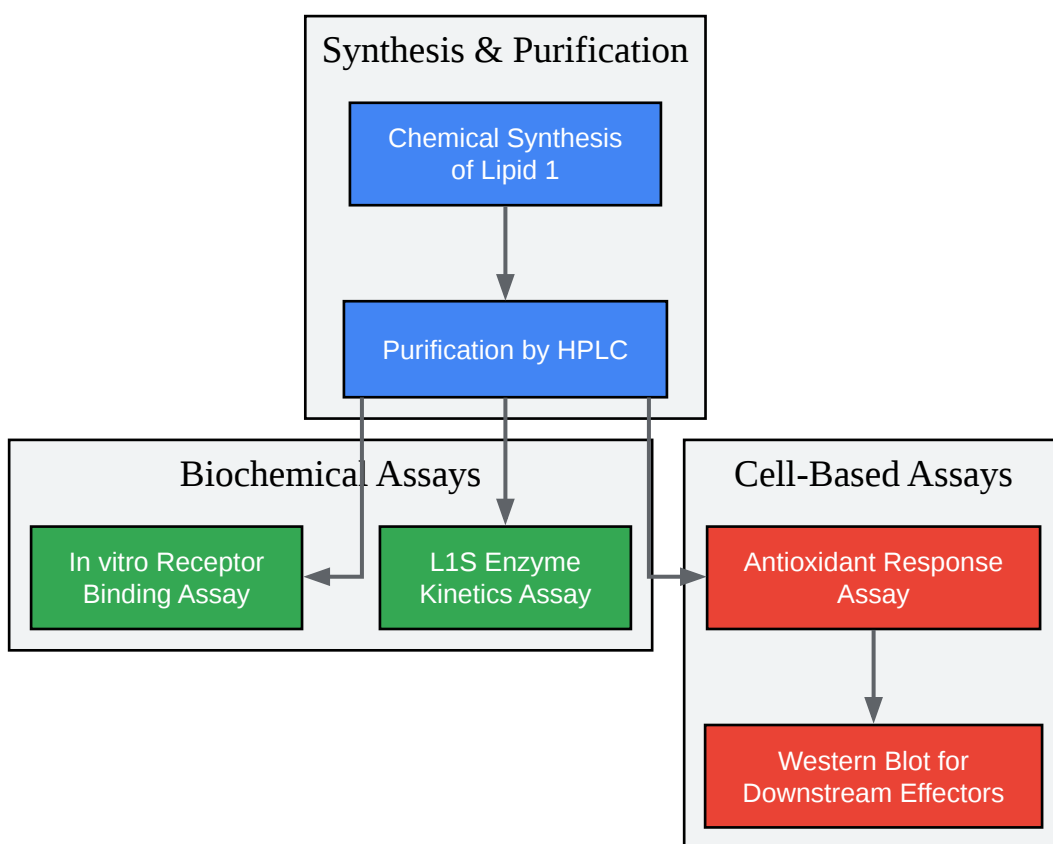 Synthesis & Purification
Chemical Synthesis
of Lipid 1
Purification by HPLC
Biochemical Assays
In vitro Receptor
Binding Assay
L1S Enzyme
Kinetics Assay
Cell-Based Assays
Antioxidant Response
Assay
Western Blot for
Downstream Effectors